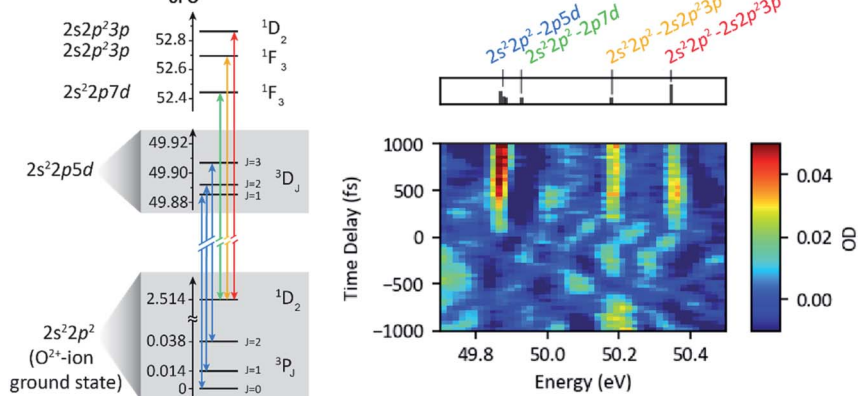 2s²2p²3p
52.8
¹D₂
2s²2p²3p
52.6
¹F₃
2s²2p7d
52.4
¹F₃
49.92
2s²2p5d
49.90
J=3
³D_J
J=2
49.88
J=1
2.514
¹D₂
2s²2p²
(O²⁺-ion
ground state)
0.038
J=2
³P_J
0.014
J=1
0
J=0
2s²2p²-2p5d
2s²2p²-2p7d
2s²2p²-2s2p²3p
2s²2p²-2s2p²3p
Time Delay (fs)
1000
500
0
−500
−1000
49.8
50.0
50.2
50.4
Energy (eV)
0.04
0.02
0.00
OD